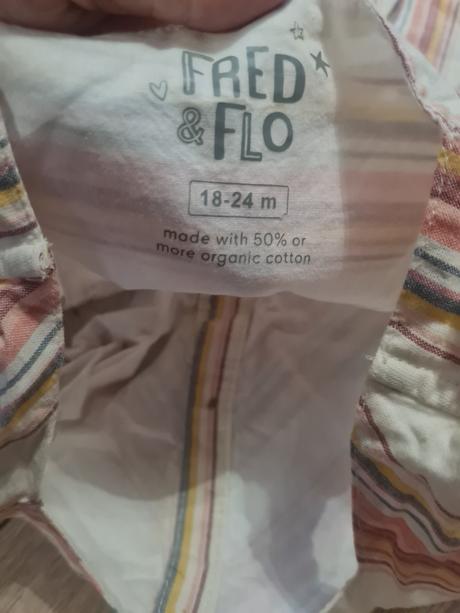 FRED
& FLO
18-24 m
made with 50% or
more organic cotton